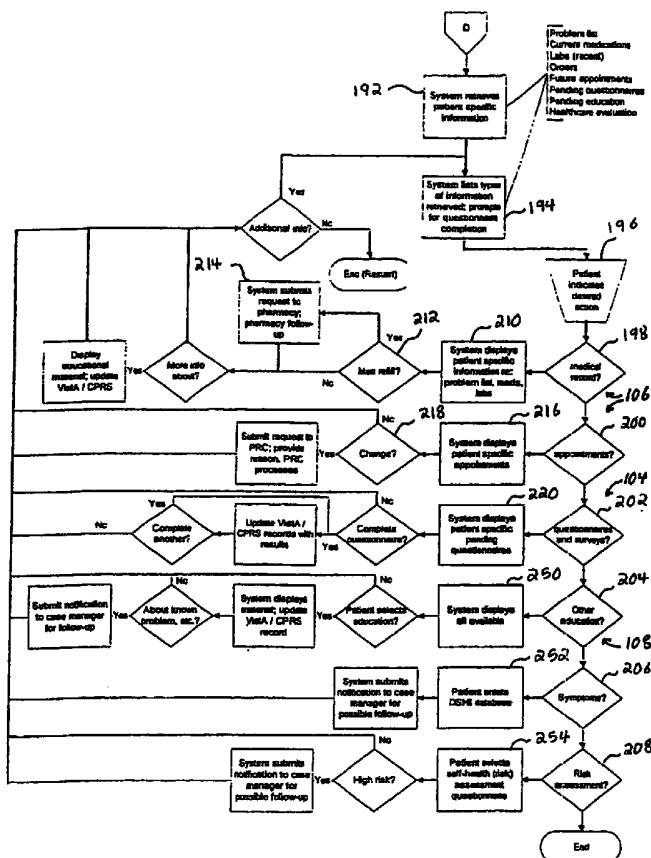 D
Problem list
Current medications
Labs (recent)
Orders
Future appointments
Pending questionnaires
Pending education
Healthcare evaluation
192
System retrieves
patient specific
information
System lists types
of information
retrieved; prompts
for questionnaire
completion
194
Yes
Additional info?
No
End (Restart)
196
Patient
indicates
desired
action
214
System submits
request to
pharmacy;
pharmacy follow-
up
212
210
198
Display
educational
material; update
VistA / CPRS
Yes
More info
about?
No
Yes
Med refill?
System displays
patient specific
information re:
problem list, meds,
labs
medical
record?
106
200
No
218
216
Submit request to
PRC; provide
reason. PRC
processes
Yes
Change?
System displays
patient specific
appointments
appointments?
104
202
Yes
No
220
No
Complete
another?
Update VistA /
CPRS records with
results
Yes
Complete
questionnaire?
System displays
patient specific
pending
questionnaires
questionnaires
and surveys?
204
No
No
250
Submit notification
to case manager
for follow-up
Yes
About known
problem, etc.?
System displays
material; update
VistA / CPRS
record
Yes
Patient selects
education?
System displays
all available
Other
education?
108
206
252
System submits
notification to case
manager for
possible follow-up
Patient enters
DSHI database
Symptoms?
208
No
254
System submits
notification to case
manager for
possible follow-up
Yes
High risk?
Patient selects
self-health (risk)
assessment
questionnaire
Risk
assessment?
End